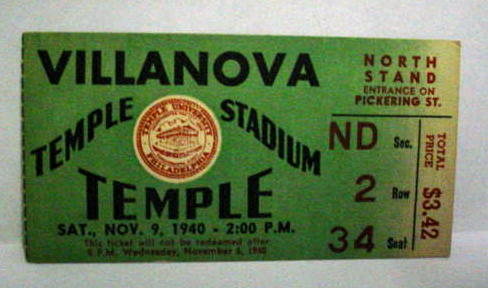 VILLANOVA
TEMPLE STADIUM
TEMPLE UNIVERSITY
PHILADELPHIA
TEMPLE
SAT., NOV. 9, 1940 - 2:00 P.M.
This ticket will not be redeemed after
6 P.M. Wednesday, November 6, 1940
NORTH
STAND
ENTRANCE ON
PICKERING ST.
ND Sec.
2 Row
34 Seat
TOTAL PRICE $3.42